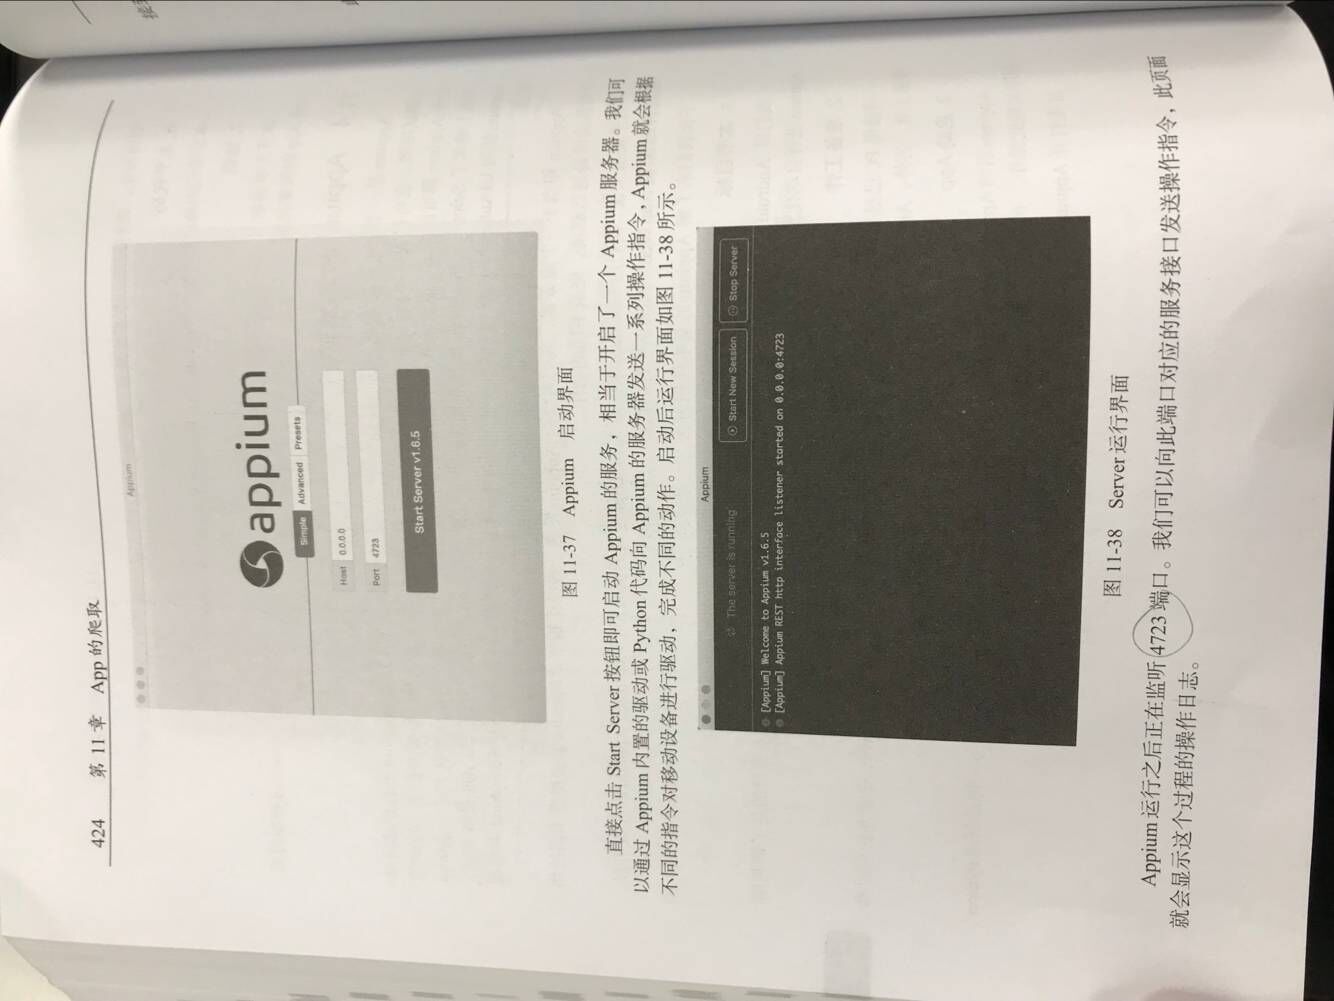 424 第 11 章 App 的爬取
Appium
appium
Simple Advanced Presets
Host 0.0.0.0
Port 4723
Start Server v1.6.5
图 11-37 Appium 启动界面
直接点击 Start Server 按钮即可启动 Appium 的服务，相当于开启了一个 Appium 服务器。我们可
以通过 Appium 内置的驱动或 Python 代码向 Appium 的服务器发送一系列操作指令，Appium 就会根据
不同的指令对移动设备进行驱动，完成不同的动作。启动后运行界面如图 11-38 所示。
Appium
The server is running
Start New Session
Stop Server
[Appium] Welcome to Appium v1.6.5
[Appium] Appium REST http interface listener started on 0.0.0.0:4723
图 11-38 Server 运行界面
Appium 运行之后正在监听 4723 端口。我们可以向此端口对应的服务接口发送操作指令，此页面
就会显示这个过程的操作日志。